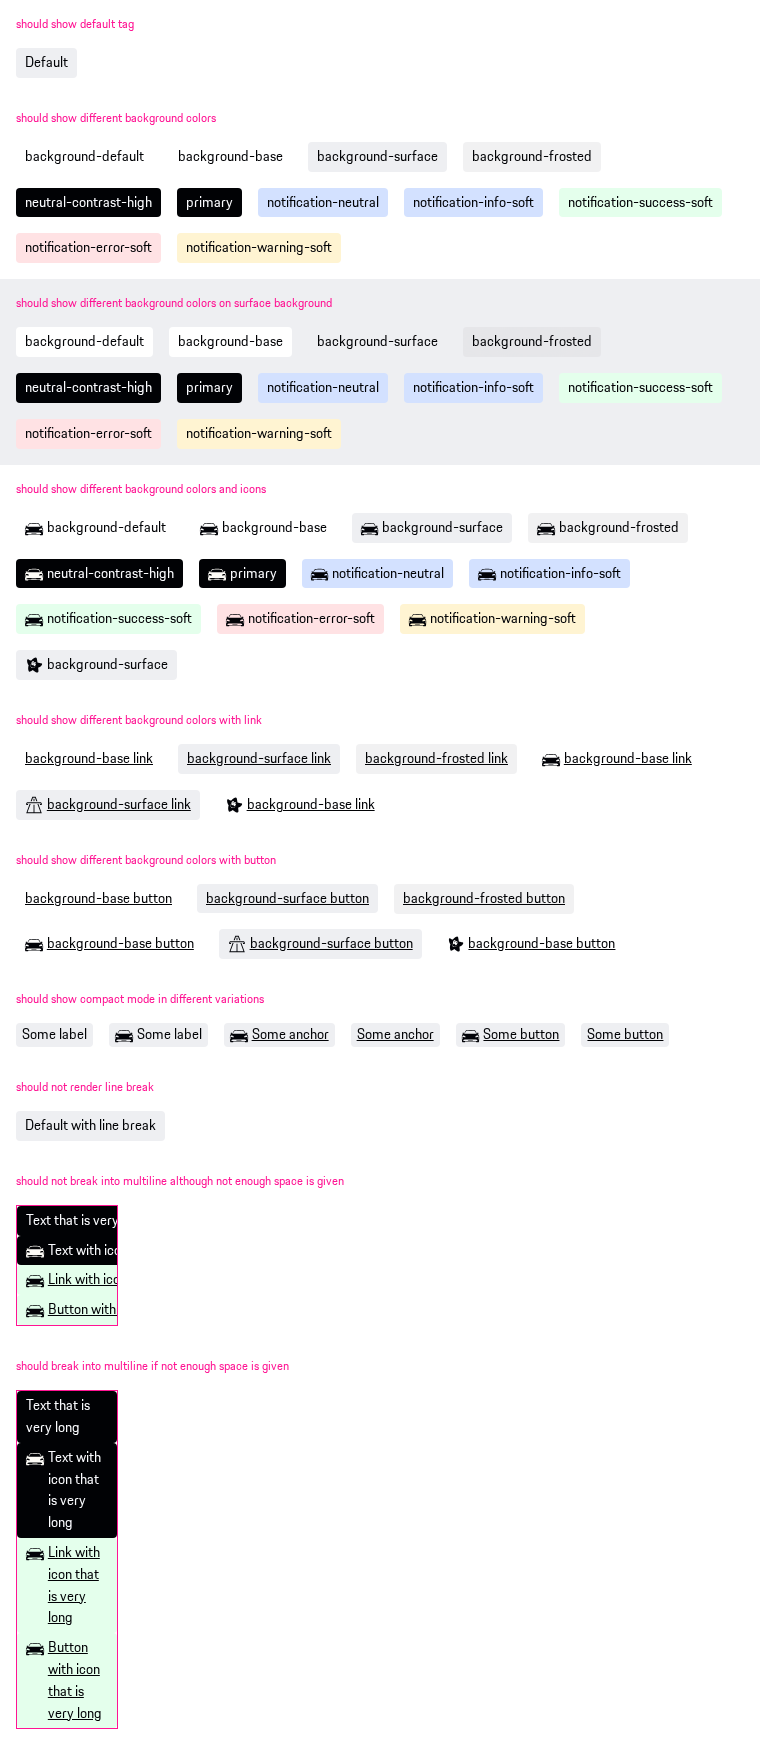 should show default tag
Default
should show different background colors
background-default background-base background-surface background-frosted
neutral-contrast-high primary notification-neutral notification-info-soft notification-success-soft
notification-error-soft notification-warning-soft
should show different background colors on surface background
background-default background-base background-surface background-frosted
neutral-contrast-high primary notification-neutral notification-info-soft notification-success-soft
notification-error-soft notification-warning-soft
should show different background colors and icons
background-default background-base background-surface background-frosted
neutral-contrast-high primary notification-neutral notification-info-soft
notification-success-soft notification-error-soft notification-warning-soft
background-surface
should show different background colors with link
background-base link background-surface link background-frosted link background-base link
background-surface link background-base link
should show different background colors with button
background-base button background-surface button background-frosted button
background-base button background-surface button background-base button
should show compact mode in different variations
Some label Some label Some anchor Some anchor Some button Some button
should not render line break
Default with line break
should not break into multiline although not enough space is given
Text that is very
Text with ico
Link with ico
Button with
should break into multiline if not enough space is given
Text that is
very long
Text with
icon that
is very
long
Link with
icon that
is very
long
Button
with icon
that is
very long